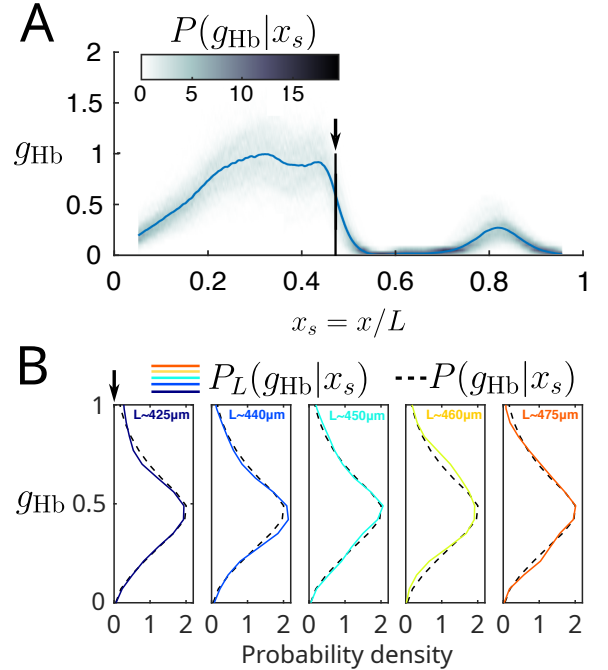 A
P(g_Hb|x_s)
0 5 10 15
2
1.5
g_Hb 1
0.5
0
0 0.2 0.4 0.6 0.8 1
x_s = x/L
B
P_L(g_Hb|x_s) P(g_Hb|x_s)
1 L~425μm L~440μm L~450μm L~460μm L~475μm
g_Hb 0.5
0
0 1 2 0 1 2 0 1 2 0 1 2 0 1 2
Probability density